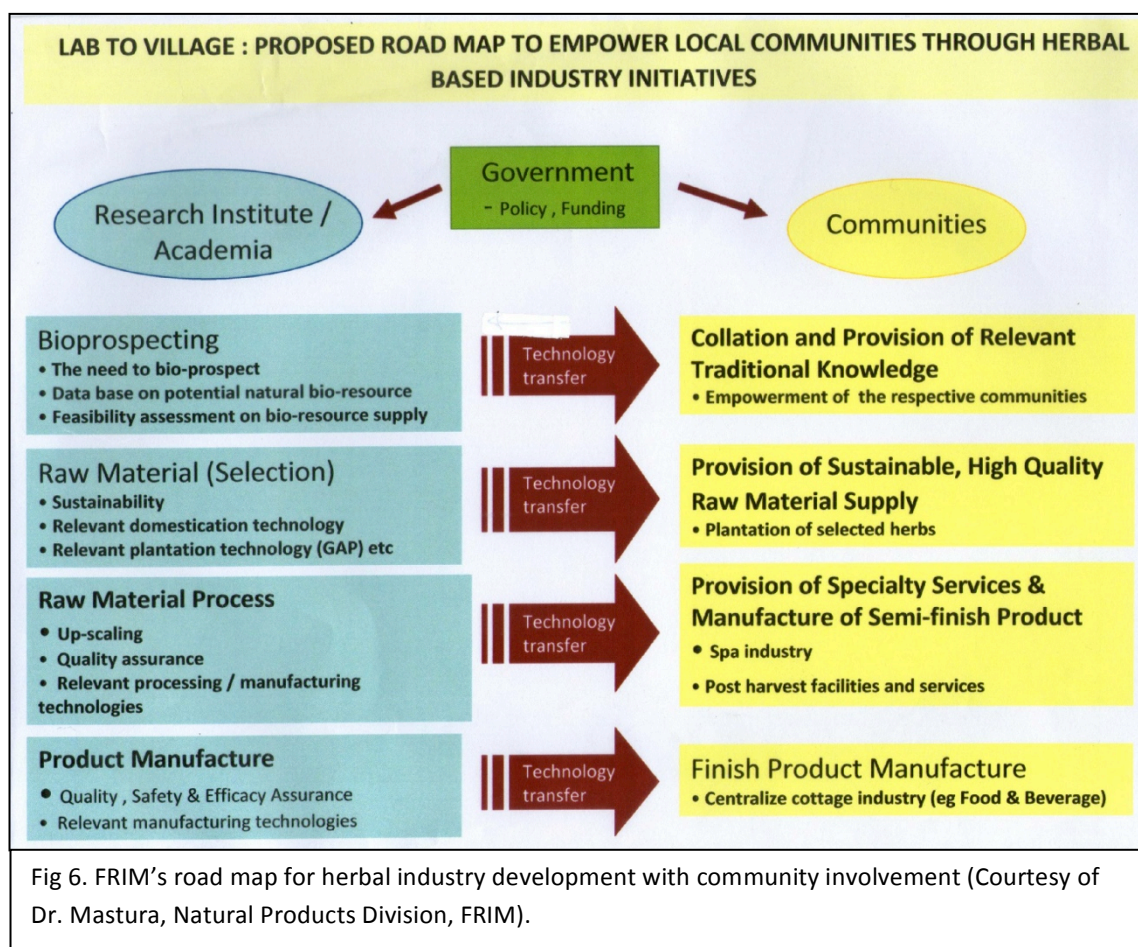 LAB TO VILLAGE : PROPOSED ROAD MAP TO EMPOWER LOCAL COMMUNITIES THROUGH HERBAL
BASED INDUSTRY INITIATIVES
Government
- Policy , Funding
Research Institute /
Academia
Communities
Bioprospecting
• The need to bio-prospect
• Data base on potential natural bio-resource
• Feasibility assessment on bio-resource supply
Technology
transfer
Collation and Provision of Relevant
Traditional Knowledge
• Empowerment of the respective communities
Raw Material (Selection)
• Sustainability
• Relevant domestication technology
• Relevant plantation technology (GAP) etc
Technology
transfer
Provision of Sustainable, High Quality
Raw Material Supply
• Plantation of selected herbs
Raw Material Process
• Up-scaling
• Quality assurance
• Relevant processing / manufacturing
technologies
Technology
transfer
Provision of Specialty Services &
Manufacture of Semi-finish Product
• Spa industry
• Post harvest facilities and services
Product Manufacture
• Quality , Safety & Efficacy Assurance
• Relevant manufacturing technologies
Technology
transfer
Finish Product Manufacture
• Centralize cottage industry (eg Food & Beverage)
Fig 6. FRIM’s road map for herbal industry development with community involvement (Courtesy of
Dr. Mastura, Natural Products Division, FRIM).